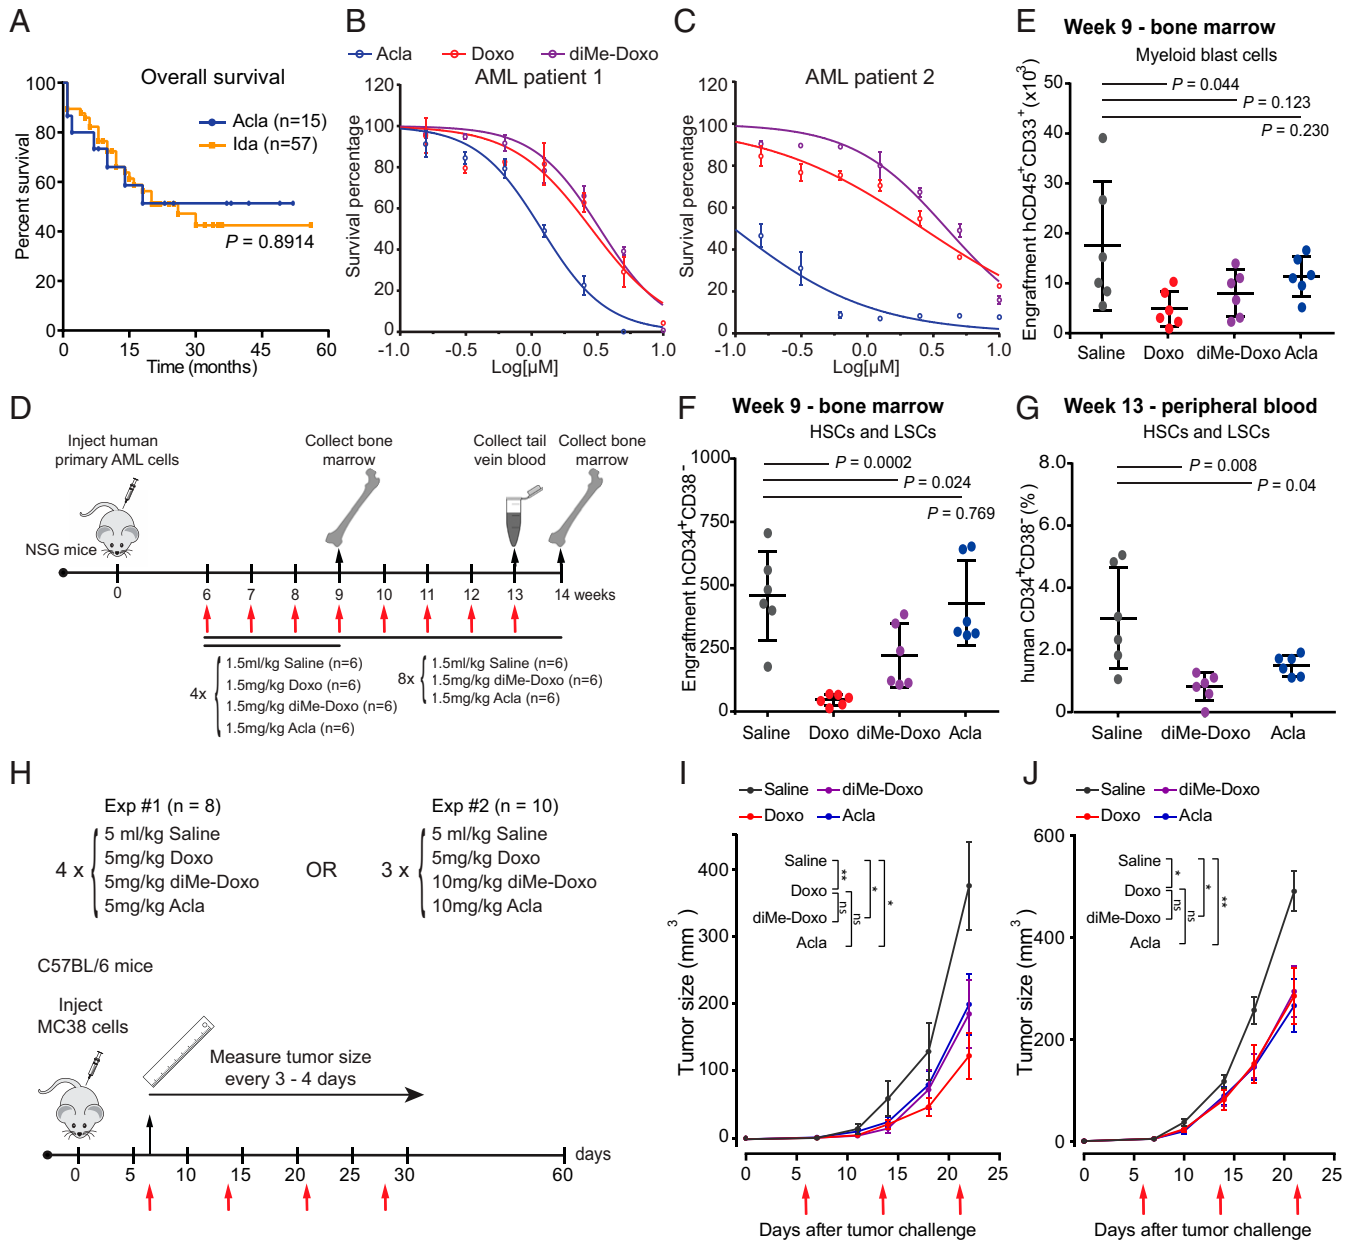 A
Overall survival
Percent survival
100
80
60
40
20
0
0 15 30 45 60
Time (months)
Acla (n=15)
Ida (n=57)
P = 0.8914
B
Acla Doxo diMe-Doxo
AML patient 1
Survival percentage
120
100
80
60
40
20
0
-1.0 -0.5 0.0 0.5 1.0
Log[µM]
C
AML patient 2
Survival percentage
120
100
80
60
40
20
0
-1.0 -0.5 0.0 0.5 1.0
Log[µM]
E
Week 9 - bone marrow
Myeloid blast cells
Engraftment hCD45+CD33+ (x10³)
50
40
30
20
10
0
P = 0.044
P = 0.123
P = 0.230
Saline Doxo diMe-Doxo Acla
D
Inject human
primary AML cells
Collect bone
marrow
Collect tail
vein blood
Collect bone
marrow
NSG mice
0 6 7 8 9 10 11 12 13 14 weeks
4x
1.5ml/kg Saline (n=6)
1.5mg/kg Doxo (n=6)
1.5mg/kg diMe-Doxo (n=6)
1.5mg/kg Acla (n=6)
8x
1.5ml/kg Saline (n=6)
1.5mg/kg diMe-Doxo (n=6)
1.5mg/kg Acla (n=6)
F
Week 9 - bone marrow
HSCs and LSCs
Engraftment hCD34+CD38-
1000
750
500
250
0
P = 0.0002
P = 0.024
P = 0.769
Saline Doxo diMe-Doxo Acla
G
Week 13 - peripheral blood
HSCs and LSCs
human CD34+CD38- (%)
8.0
6.0
4.0
2.0
0
P = 0.008
P = 0.04
Saline diMe-Doxo Acla
H
Exp #1 (n = 8)
4 x
5 ml/kg Saline
5mg/kg Doxo
5mg/kg diMe-Doxo
5mg/kg Acla
OR
Exp #2 (n = 10)
3 x
5 ml/kg Saline
5mg/kg Doxo
10mg/kg diMe-Doxo
10mg/kg Acla
C57BL/6 mice
Inject
MC38 cells
Measure tumor size
every 3 - 4 days
0 5 10 15 20 25 30 60 days
I
Saline diMe-Doxo
Doxo Acla
Tumor size (mm³)
400
300
200
100
0
Saline
Doxo
diMe-Doxo
Acla
** ns ns * *
0 5 10 15 20 25
Days after tumor challenge
J
Saline diMe-Doxo
Doxo Acla
Tumor size (mm³)
600
400
200
0
Saline
Doxo
diMe-Doxo
Acla
* ns ns * **
0 5 10 15 20 25
Days after tumor challenge